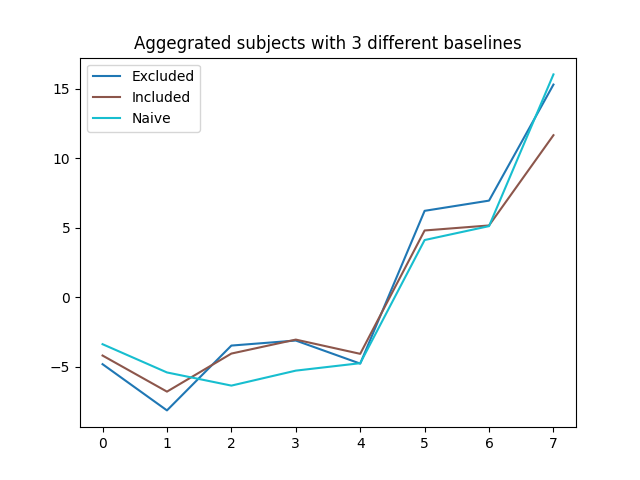 Aggegrated subjects with 3 different baselines
Excluded
Included
Naive
15
10
5
0
−5
0 1 2 3 4 5 6 7